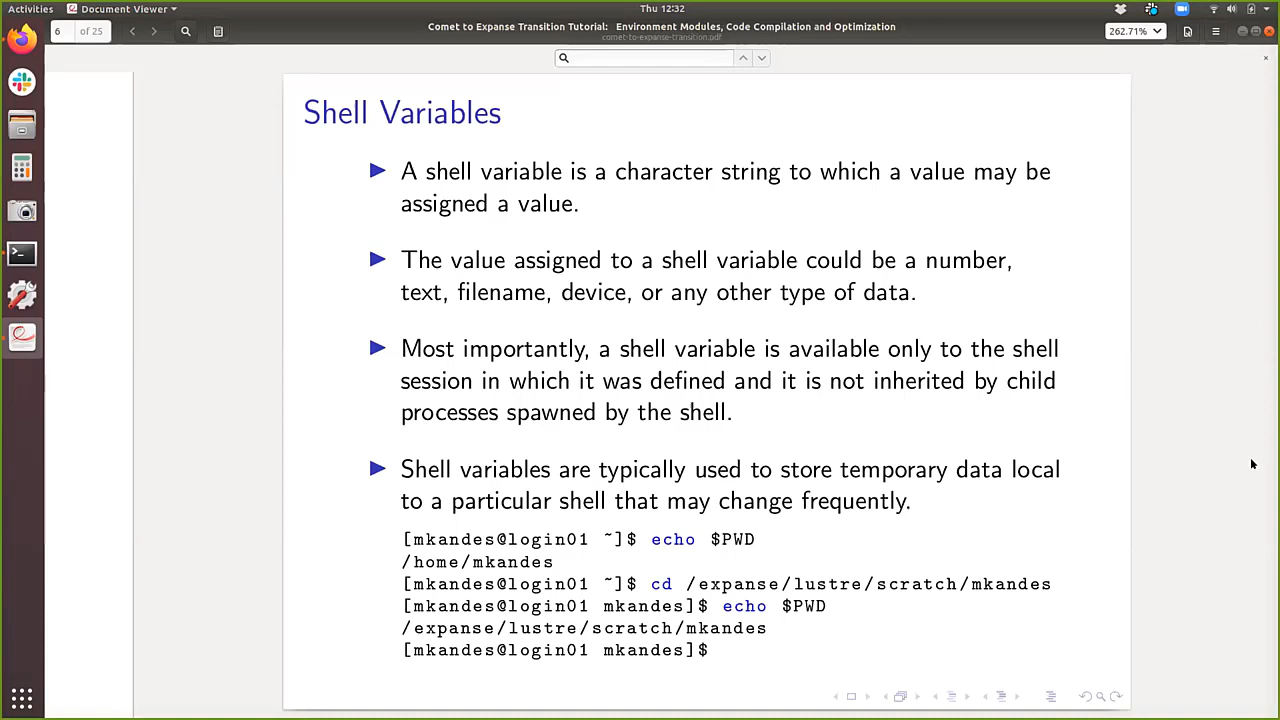 Activities
Document Viewer
Thu 12:32
6
of 25
Comet to Expanse Transition Tutorial: Environment Modules, Code Compilation and Optimization
comet-to-expanse-transition.pdf
262.71%
Shell Variables
A shell variable is a character string to which a value may be
assigned a value.
The value assigned to a shell variable could be a number,
text, filename, device, or any other type of data.
Most importantly, a shell variable is available only to the shell
session in which it was defined and it is not inherited by child
processes spawned by the shell.
Shell variables are typically used to store temporary data local
to a particular shell that may change frequently.
[mkandes@login01 ~]$ echo $PWD
/home/mkandes
[mkandes@login01 ~]$ cd /expanse/lustre/scratch/mkandes
[mkandes@login01 mkandes]$ echo $PWD
/expanse/lustre/scratch/mkandes
[mkandes@login01 mkandes]$